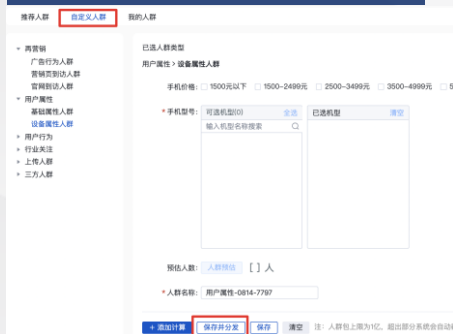 推荐人群 自定义人群 我的人群
再营销
广告行为人群
营销页到访人群
官网到访人群
用户属性
基础属性人群
设备属性人群
用户行为
行业关注
上传人群
三方人群
已选人群类型
用户属性 > 设备属性人群
手机价格: 1500元以下 1500~2499元 2500~3499元 3500~4999元 5
* 手机型号: 可选机型(0) 全选 已选机型 清空
输入机型名称搜索
预估人数: 人群预估 [ ] 人
* 人群名称: 用户属性-0814-7797
+ 添加计算 保存并分发 保存 清空 注: 人群包上限为1亿、超出部分系统会自动